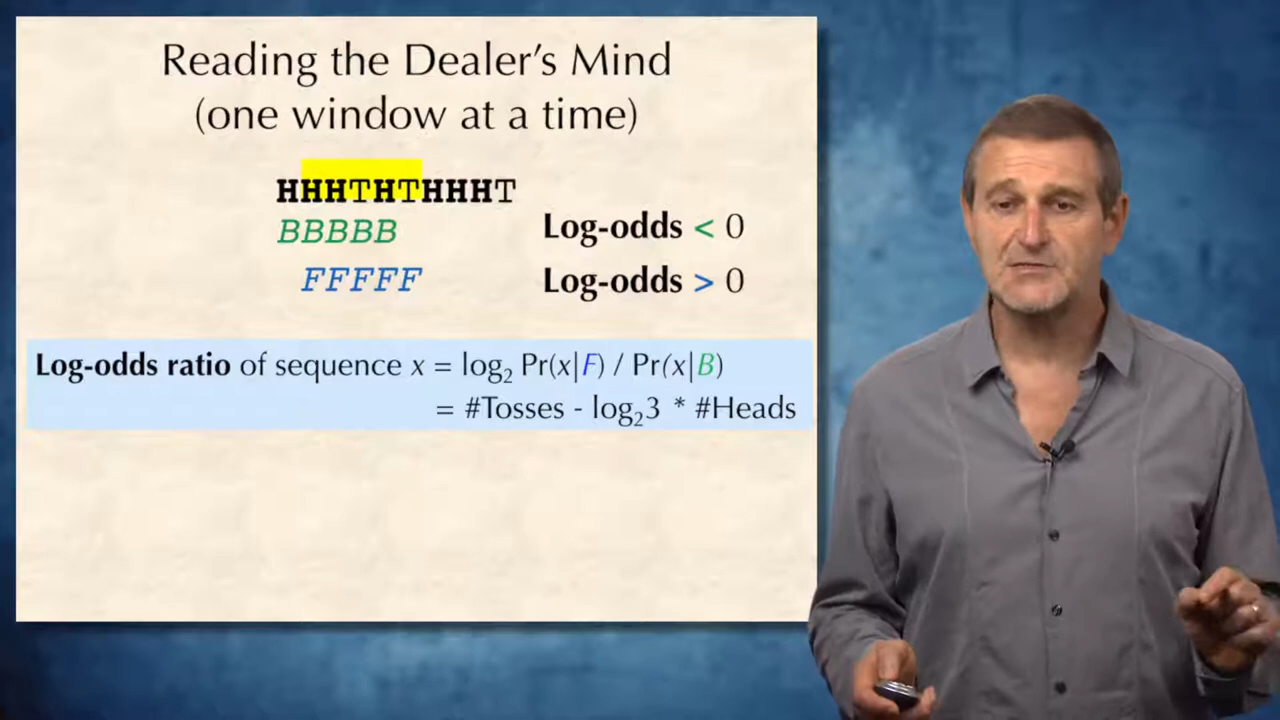 Reading the Dealer's Mind
(one window at a time)
HHHTHTHHHT
BBBBB Log-odds < 0
FFFFF Log-odds > 0
Log-odds ratio of sequence x = log₂ Pr(x|F) / Pr(x|B)
= #Tosses - log₂3 * #Heads